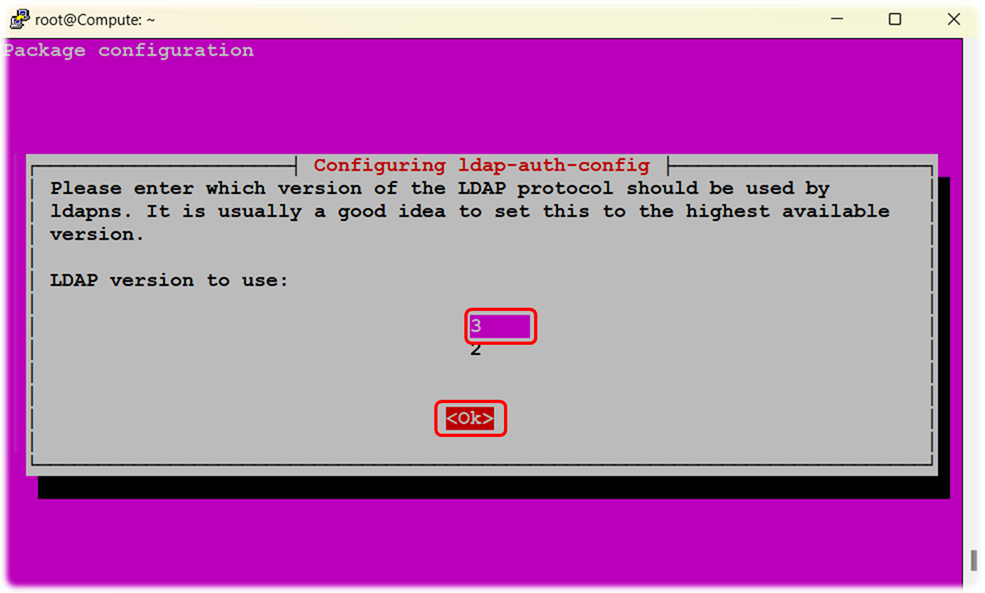 root@Compute: ~
Package configuration
Configuring ldap-auth-config
Please enter which version of the LDAP protocol should be used by
ldapns. It is usually a good idea to set this to the highest available
version.
LDAP version to use:
3
2
<Ok>